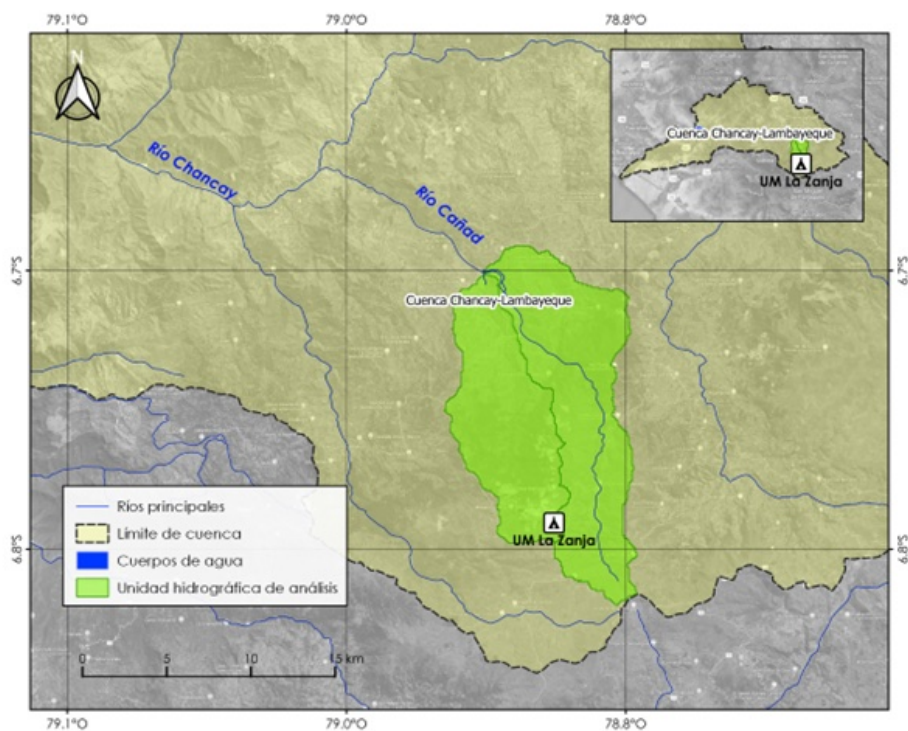 79.1°O
79.0°O
78.8°O
N
Cuenca Chancay-Lambayeque
UM La Zanja
Río Chancay
Río Cañad
6.7°S
6.7°S
Cuenca Chancay-Lambayeque
UM La Zanja
6.8°S
6.8°S
Ríos principales
Límite de cuenca
Cuerpos de agua
Unidad hidrográfica de análisis
0 5 10 15 km
79.1°O
79.0°O
78.8°O